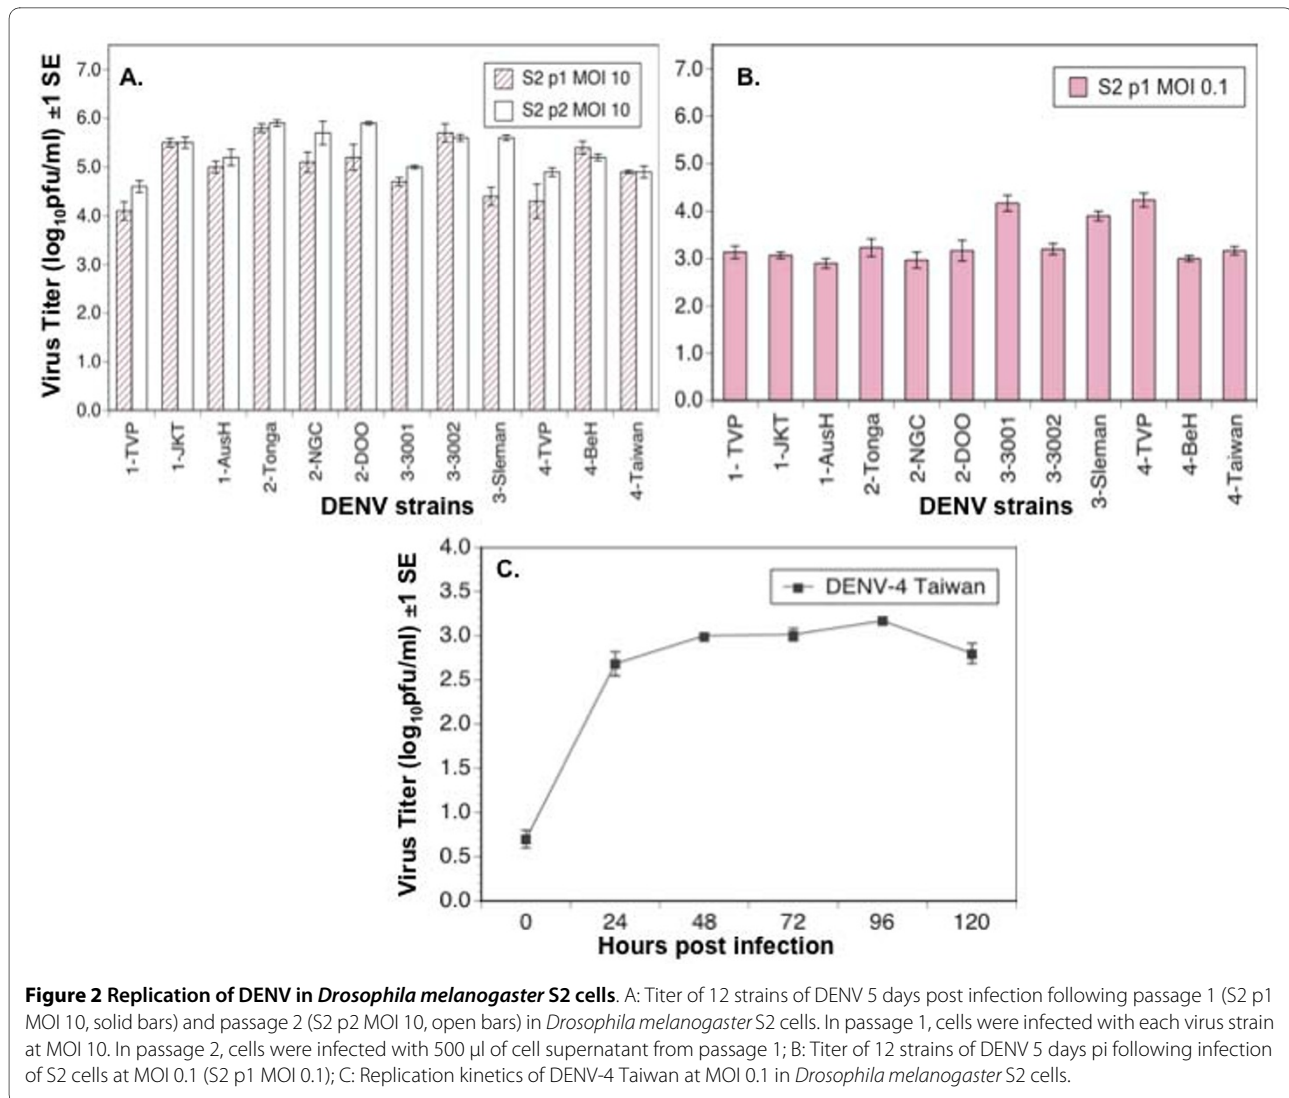 A.
Virus Titer (log10pfu/ml) ±1 SE
7.0
6.0
5.0
4.0
3.0
2.0
1.0
0.0
S2 p1 MOI 10
S2 p2 MOI 10
1-TVP
1-JKT
1-AusH
2-Tonga
2-NGC
2-DOO
3-3001
3-3002
3-Sleman
4-TVP
4-BeH
4-Taiwan
DENV strains
B.
7.0
6.0
5.0
4.0
3.0
2.0
1.0
0.0
S2 p1 MOI 0.1
1- TVP
1-JKT
1-AusH
2-Tonga
2-NGC
2-DOO
3-3001
3-3002
3-Sleman
4-TVP
4-BeH
4-Taiwan
DENV strains
C.
Virus Titer (log10pfu/ml) ±1 SE
4.0
3.5
3.0
2.5
2.0
1.5
1.0
0.5
0.0
DENV-4 Taiwan
0 24 48 72 96 120
Hours post infection
Figure 2 Replication of DENV in Drosophila melanogaster S2 cells. A: Titer of 12 strains of DENV 5 days post infection following passage 1 (S2 p1
MOI 10, solid bars) and passage 2 (S2 p2 MOI 10, open bars) in Drosophila melanogaster S2 cells. In passage 1, cells were infected with each virus strain
at MOI 10. In passage 2, cells were infected with 500 μl of cell supernatant from passage 1; B: Titer of 12 strains of DENV 5 days pi following infection
of S2 cells at MOI 0.1 (S2 p1 MOI 0.1); C: Replication kinetics of DENV-4 Taiwan at MOI 0.1 in Drosophila melanogaster S2 cells.